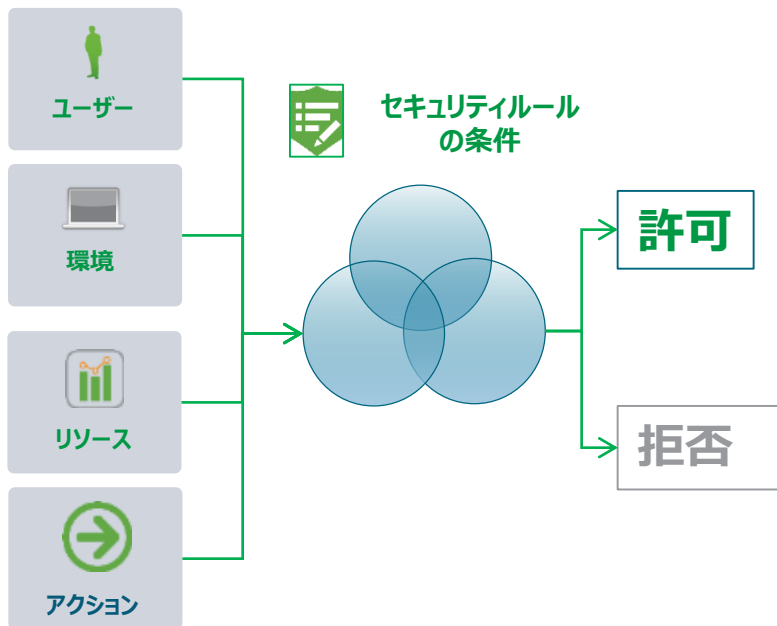 ユーザー
環境
リソース
アクション
セキュリティルール
の条件
許可
拒否